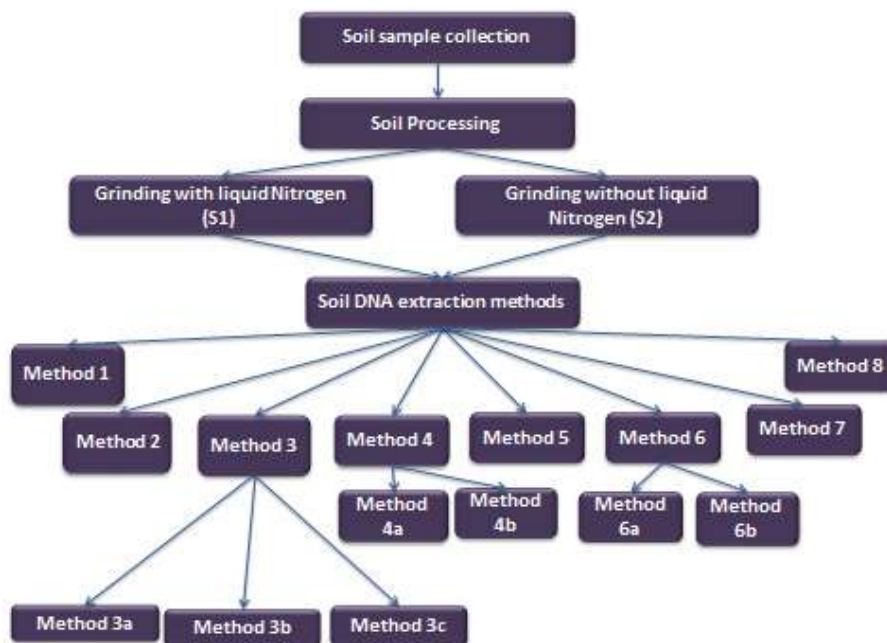 Soil sample collection
Soil Processing
Grinding with liquid Nitrogen
(S1)
Grinding without liquid
Nitrogen (S2)
Soil DNA extraction methods
Method 1
Method 2
Method 3
Method 4
Method 5
Method 6
Method 7
Method 8
Method
4a
Method
4b
Method
6a
Method
6b
Method 3a
Method 3b
Method 3c